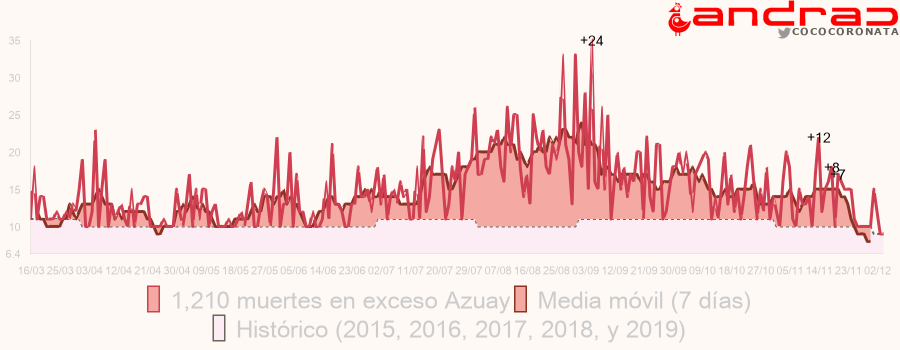 andrac
COCOCORONATA
35
+24
30
25
20
+12
+8
+7
15
10
6.4
16/03 25/03 03/04 12/04 21/04 30/04 09/05 18/05 27/05 05/06 14/06 23/06 02/07 11/07 20/07 29/07 07/08 16/08 25/08 03/09 12/09 21/09 30/09 09/10 18/10 27/10 05/11 14/11 23/11 02/12
1,210 muertes en exceso Azuay Media móvil (7 días)
Histórico (2015, 2016, 2017, 2018, y 2019)